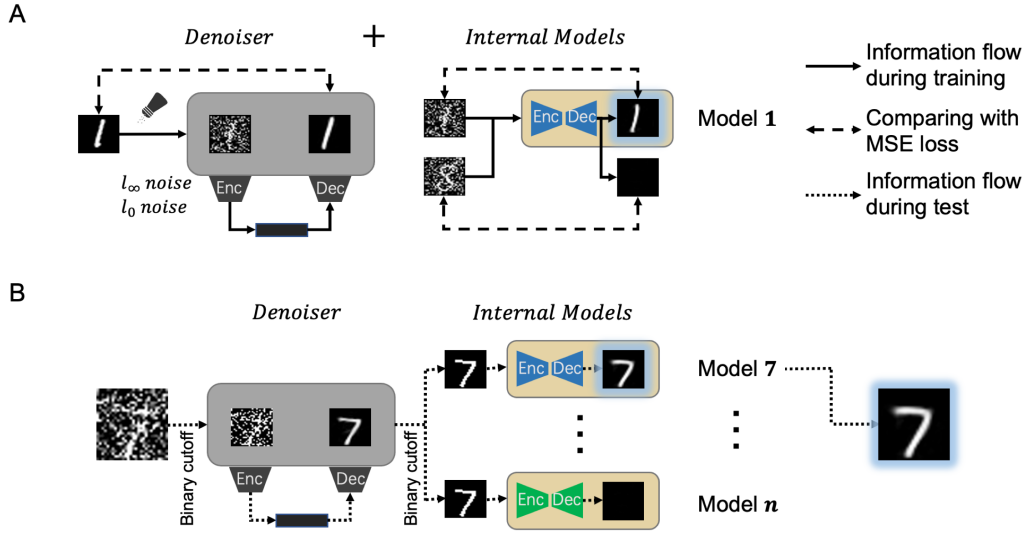 A
Denoiser
+
Internal Models
Information flow
during training
Enc
Dec
Model 1
Comparing with
MSE loss
l∞ noise
l0 noise
Enc
Dec
Information flow
during test
B
Denoiser
Internal Models
Enc
Dec
Model 7
Binary cutoff
Binary cutoff
Enc
Dec
Enc
Dec
Model n